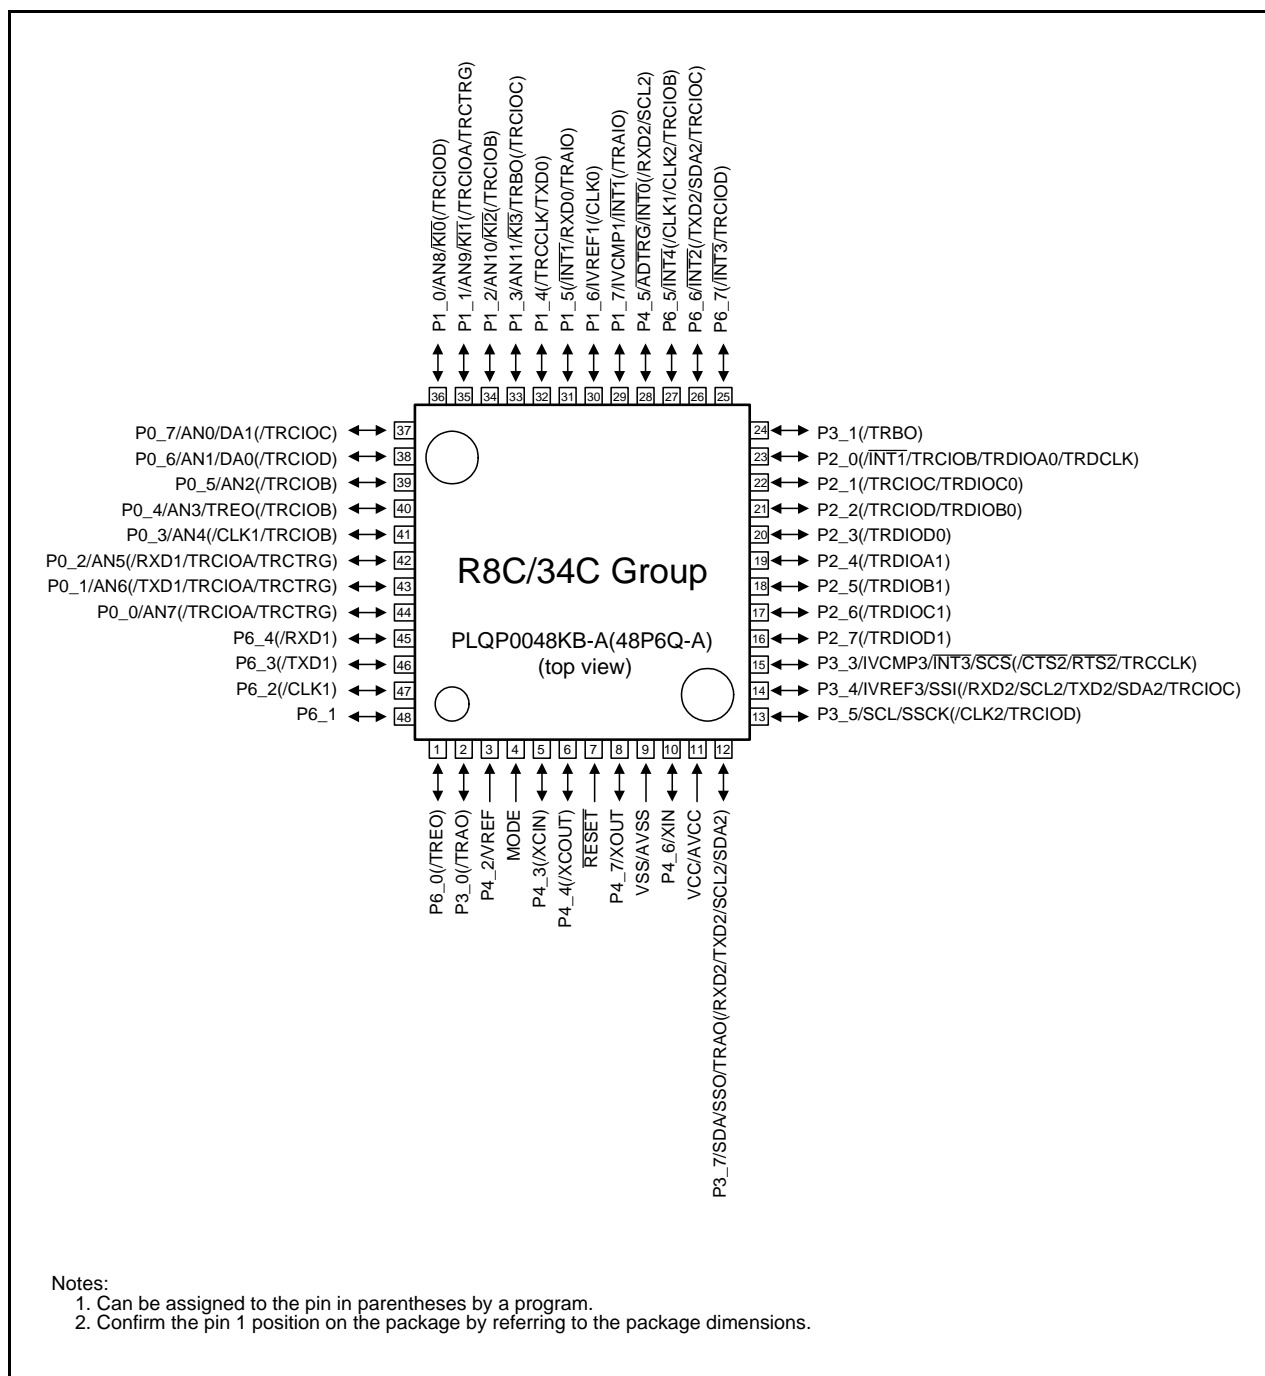 P1_0/AN8/KI0(/TRCIOD)
P1_1/AN9/KI1(/TRCIOA/TRCTRG)
P1_2/AN10/KI2(/TRCIOB)
P1_3/AN11/KI3/TRBO(/TRCIOC)
P1_4(/TRCCLK/TXD0)
P1_5(/INT1/RXD0/TRAIO)
P1_6/IVREF1(/CLK0)
P1_7/IVCMP1/INT1(/TRAIO)
P4_5/ADTRG/INT0(/RXD2/SCL2)
P6_5/INT4(/CLK1/CLK2/TRCIOB)
P6_6/INT2(/TXD2/SDA2/TRCIOC)
P6_7(/INT3/TRCIOD)
36 35 34 33 32 31 30 29 28 27 26 25
P0_7/AN0/DA1(/TRCIOC) 37
P0_6/AN1/DA0(/TRCIOD) 38
P0_5/AN2(/TRCIOB) 39
P0_4/AN3/TREO(/TRCIOB) 40
P0_3/AN4(/CLK1/TRCIOB) 41
P0_2/AN5(/RXD1/TRCIOA/TRCTRG) 42
P0_1/AN6(/TXD1/TRCIOA/TRCTRG) 43
P0_0/AN7(/TRCIOA/TRCTRG) 44
P6_4(/RXD1) 45
P6_3(/TXD1) 46
P6_2(/CLK1) 47
P6_1 48
R8C/34C Group
PLQP0048KB-A(48P6Q-A)
(top view)
24 P3_1(/TRBO)
23 P2_0(/INT1/TRCIOB/TRDIOA0/TRDCLK)
22 P2_1(/TRCIOC/TRDIOC0)
21 P2_2(/TRCIOD/TRDIOB0)
20 P2_3(/TRDIOD0)
19 P2_4(/TRDIOA1)
18 P2_5(/TRDIOB1)
17 P2_6(/TRDIOC1)
16 P2_7(/TRDIOD1)
15 P3_3/IVCMP3/INT3/SCS(/CTS2/RTS2/TRCCLK)
14 P3_4/IVREF3/SSI(/RXD2/SCL2/TXD2/SDA2/TRCIOC)
13 P3_5/SCL/SSCK(/CLK2/TRCIOD)
1 2 3 4 5 6 7 8 9 10 11 12
P6_0(/TREO)
P3_0(/TRAO)
P4_2/VREF
MODE
P4_3(/XCIN)
P4_4(/XCOUT)
RESET
P4_7/XOUT
VSS/AVSS
P4_6/XIN
VCC/AVCC
P3_7/SDA/SSO/TRAO(/RXD2/TXD2/SCL2/SDA2)
Notes:
1. Can be assigned to the pin in parentheses by a program.
2. Confirm the pin 1 position on the package by referring to the package dimensions.